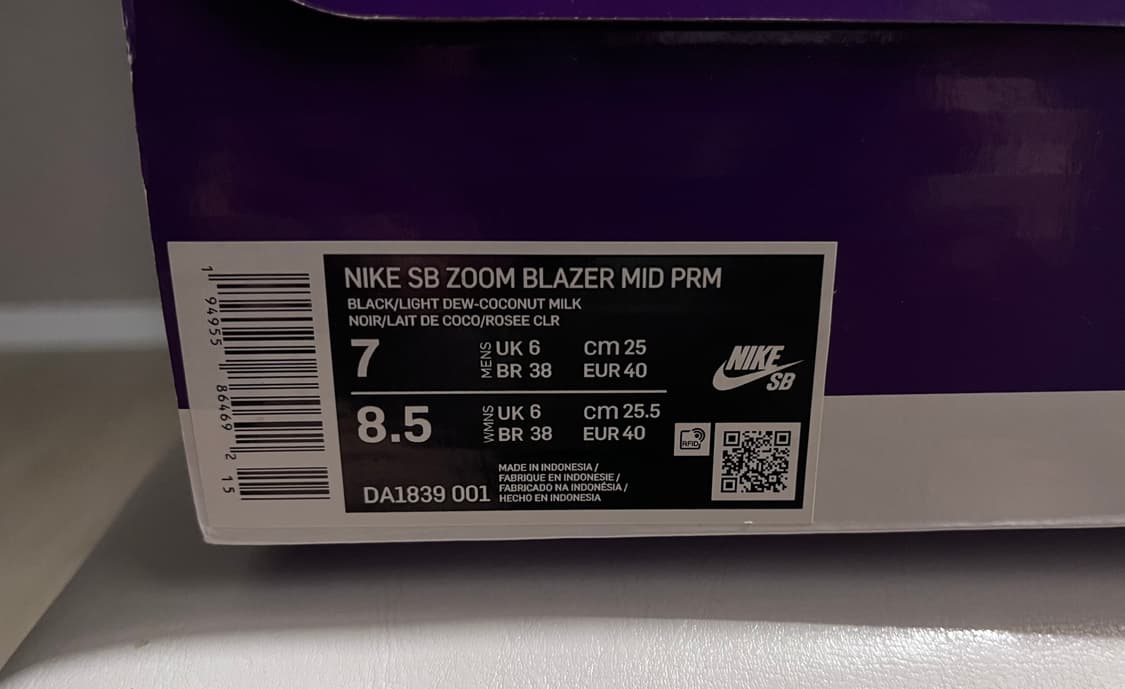 1 94955 86469 2 15
NIKE SB ZOOM BLAZER MID PRM
BLACK/LIGHT DEW-COCONUT MILK
NOIR/LAIT DE COCO/ROSEE CLR
7 MENS UK 6 cm 25
BR 38 EUR 40
8.5 WMNS UK 6 cm 25.5
BR 38 EUR 40
NIKE
SB
RFID
DA1839 001
MADE IN INDONESIA /
FABRIQUE EN INDONESIE /
FABRICADO NA INDONÉSIA /
HECHO EN INDONESIA